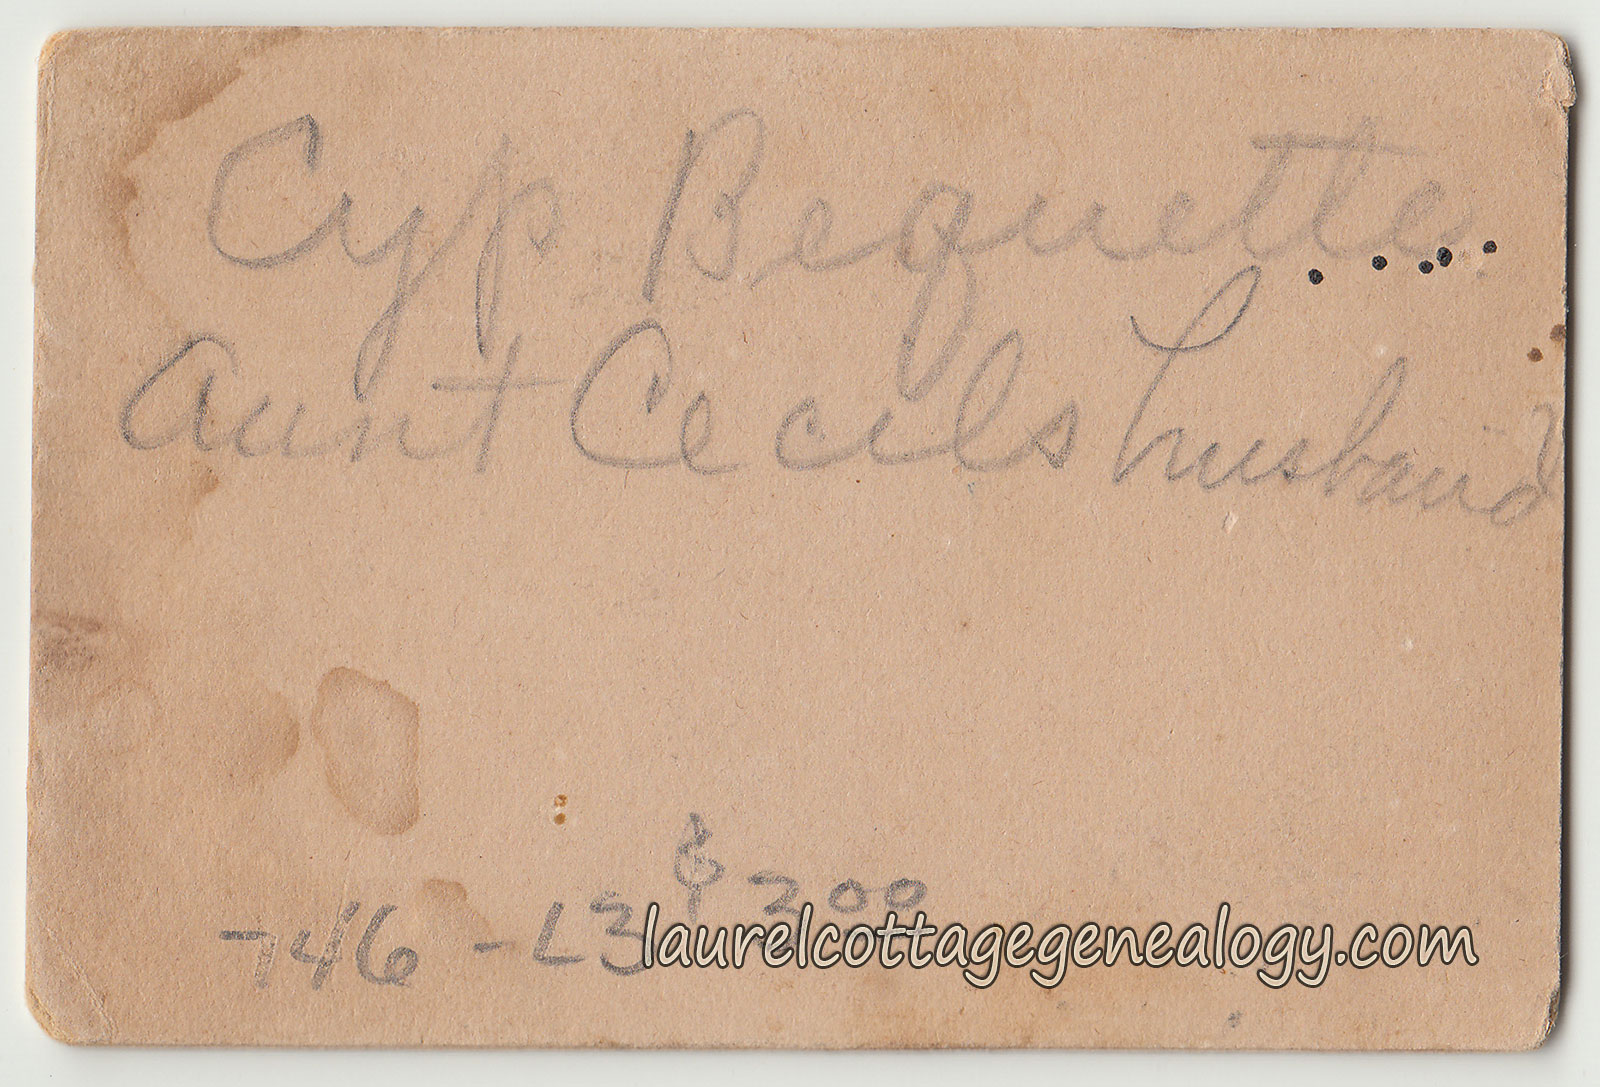 Cyp Bequette
Aunt Cecils husband
$ 200
746 - L3
laurelcottagegenealogy.com